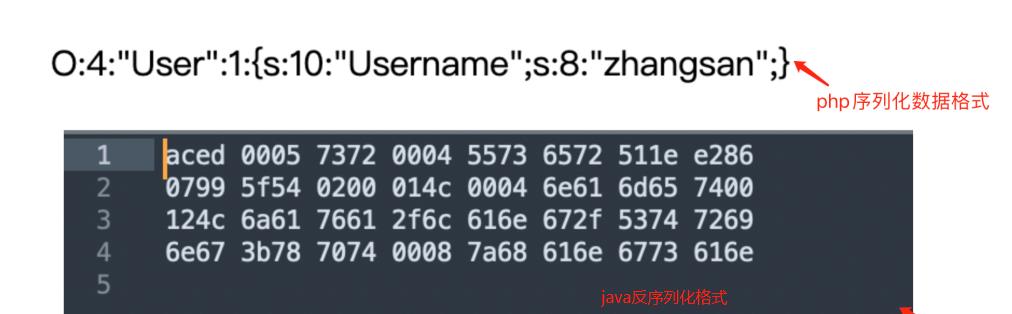 O:4:"User":1:{s:10:"Username";s:8:"zhangsan";}
php序列化数据格式
1 aced 0005 7372 0004 5573 6572 511e e286
2 0799 5f54 0200 014c 0004 6e61 6d65 7400
3 124c 6a61 7661 2f6c 616e 672f 5374 7269
4 6e67 3b78 7074 0008 7a68 616e 6773 616e
5
java反序列化格式